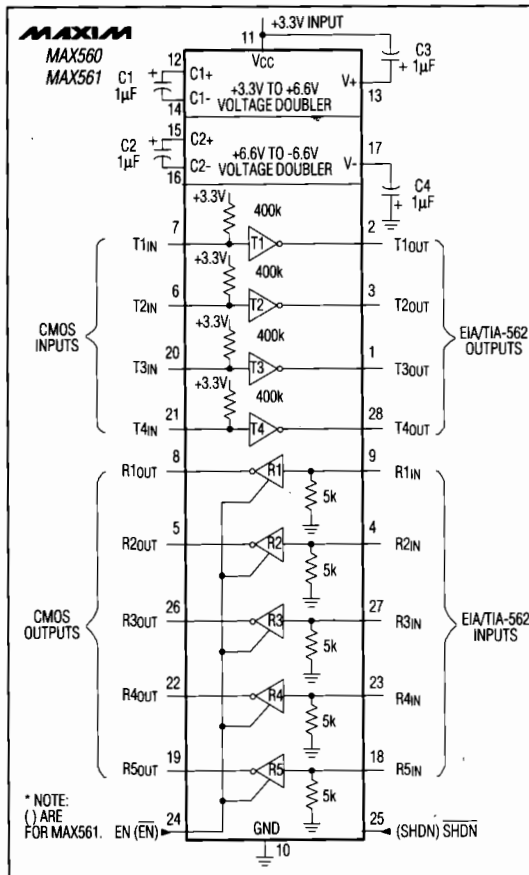 MAXIM
MAX560
MAX561
+3.3V INPUT
11
VCC
C3
1µF
+
V+
13
12
C1+
C1
1µF
+
C1-
14
+3.3V TO +6.6V
VOLTAGE DOUBLER
15
C2+
C2
1µF
+
C2-
16
+6.6V TO -6.6V
VOLTAGE DOUBLER
17
V-
C4
1µF
+
+3.3V
400k
7
T1IN
T1
2
T1OUT
+3.3V
400k
6
T2IN
T2
3
T2OUT
+3.3V
400k
20
T3IN
T3
1
T3OUT
+3.3V
400k
21
T4IN
T4
28
T4OUT
CMOS
INPUTS
EIA/TIA-562
OUTPUTS
8
R1OUT
R1
9
R1IN
5k
5
R2OUT
R2
4
R2IN
5k
26
R3OUT
R3
27
R3IN
5k
22
R4OUT
R4
23
R4IN
5k
19
R5OUT
R5
18
R5IN
5k
CMOS
OUTPUTS
EIA/TIA-562
INPUTS
* NOTE:
( ) ARE
FOR MAX561.
24
EN (EN)
GND
10
25
(SHDN) SHDN